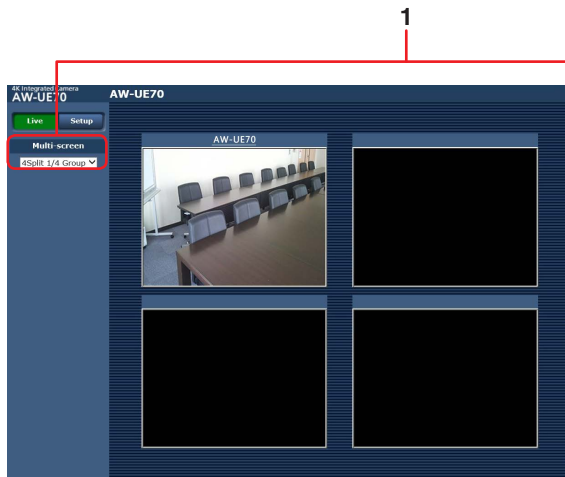 1
4K Integrated Camera
AW-UE70
AW-UE70
Live
Setup
Multi-screen
4Split 1/4 Group
AW-UE70